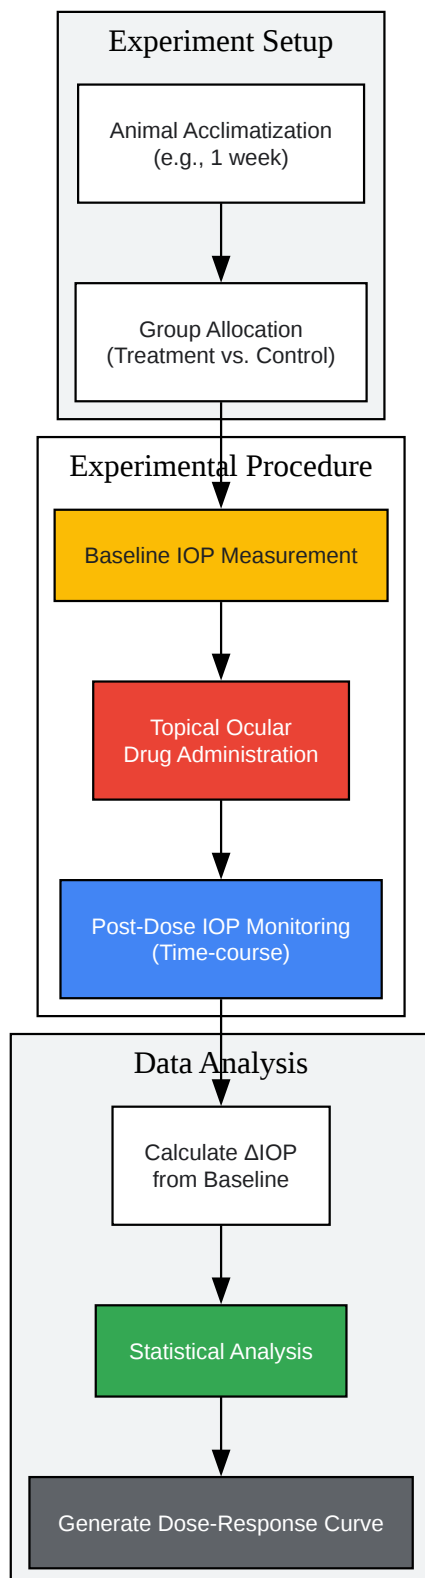 Experiment Setup
Animal Acclimatization
(e.g., 1 week)
Group Allocation
(Treatment vs. Control)
Experimental Procedure
Baseline IOP Measurement
Topical Ocular
Drug Administration
Post-Dose IOP Monitoring
(Time-course)
Data Analysis
Calculate ΔIOP
from Baseline
Statistical Analysis
Generate Dose-Response Curve